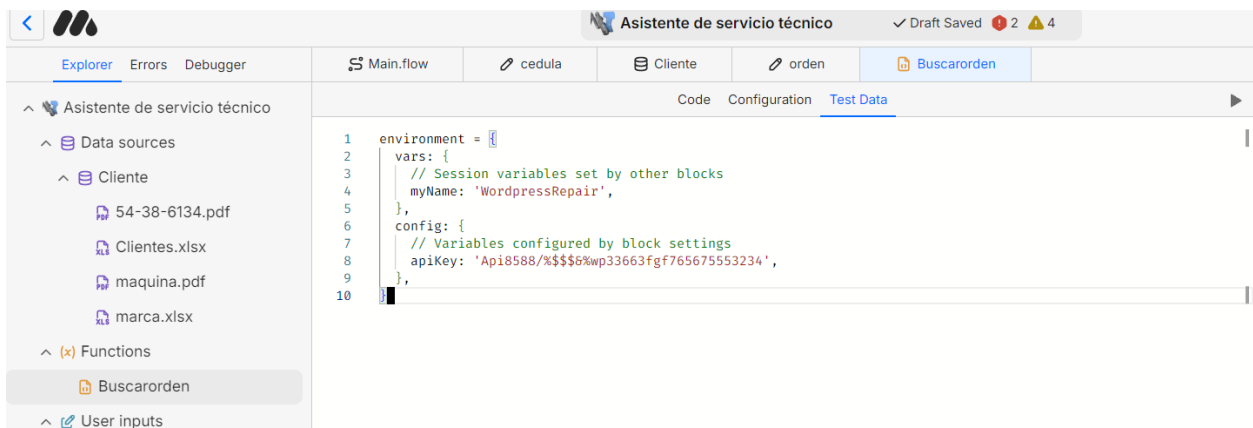 Asistente de servicio técnico
Draft Saved 2 4
Explorer Errors Debugger
Main.flow cedula Cliente orden Buscarorden
Code Configuration Test Data
Asistente de servicio técnico
Data sources
Cliente
54-38-6134.pdf
Clientes.xlsx
maquina.pdf
marca.xlsx
Functions
Buscarorden
User inputs
1 environment = {
2 vars: {
3 // Session variables set by other blocks
4 myName: 'WordpressRepair',
5 },
6 config: {
7 // Variables configured by block settings
8 apiKey: 'Api8588/%$$$&%wp33663fgf765675553234',
9 },
10 }